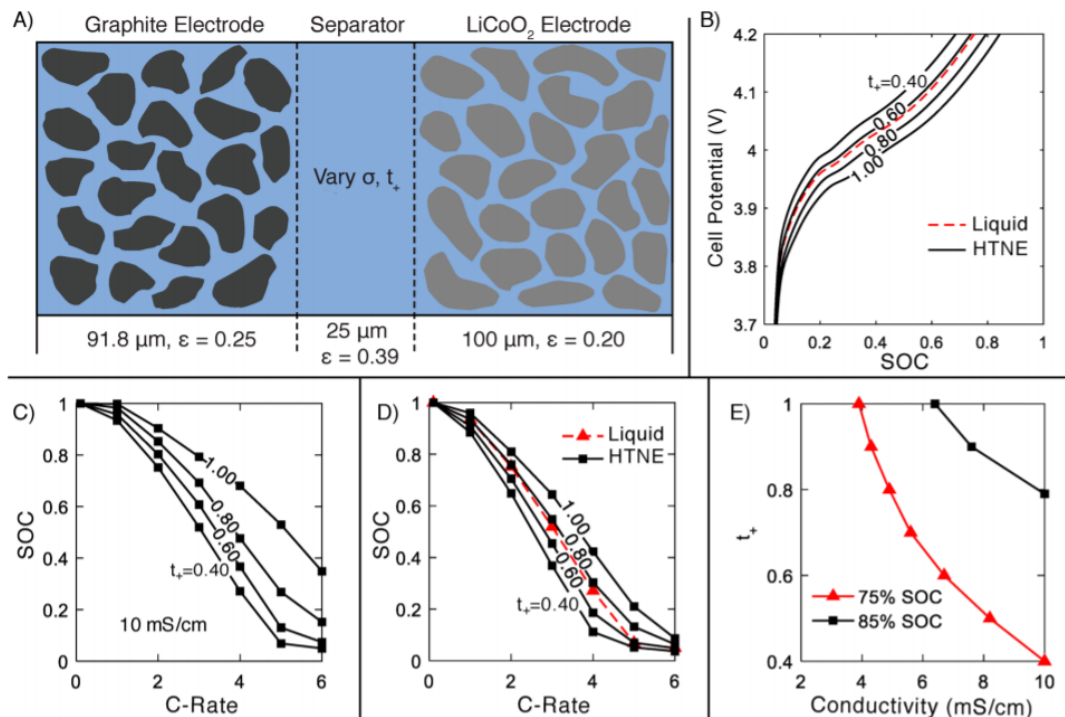 A)
Graphite Electrode Separator LiCoO₂ Electrode
Vary σ, t₊
91.8 μm, ε = 0.25
25 μm
ε = 0.39
100 μm, ε = 0.20
B)
Cell Potential (V)
4.2
4.1
4
3.9
3.8
3.7
t₊=0.40
0.60
0.80
1.00
Liquid
HTNE
0 0.2 0.4 0.6 0.8 1
SOC
C)
SOC
1
0.8
0.6
0.4
0.2
0
1.00
0.80
0.60
t₊=0.40
10 mS/cm
0 2 4 6
C-Rate
D)
SOC
1
0.8
0.6
0.4
0.2
0
Liquid
HTNE
1.00
0.80
0.60
t₊=0.40
0 2 4 6
C-Rate
E)
t₊
1
0.8
0.6
0.4
75% SOC
85% SOC
2 4 6 8 10
Conductivity (mS/cm)